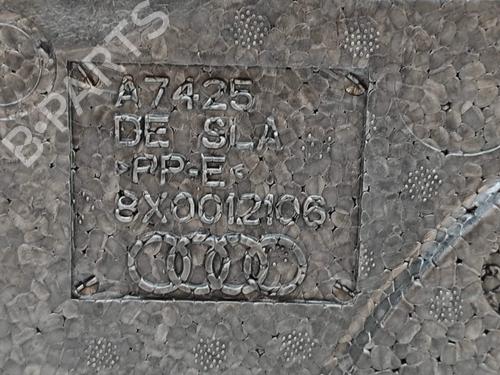 B-PARTS
A7425
DE SLA
>PP-E<
8X0012106